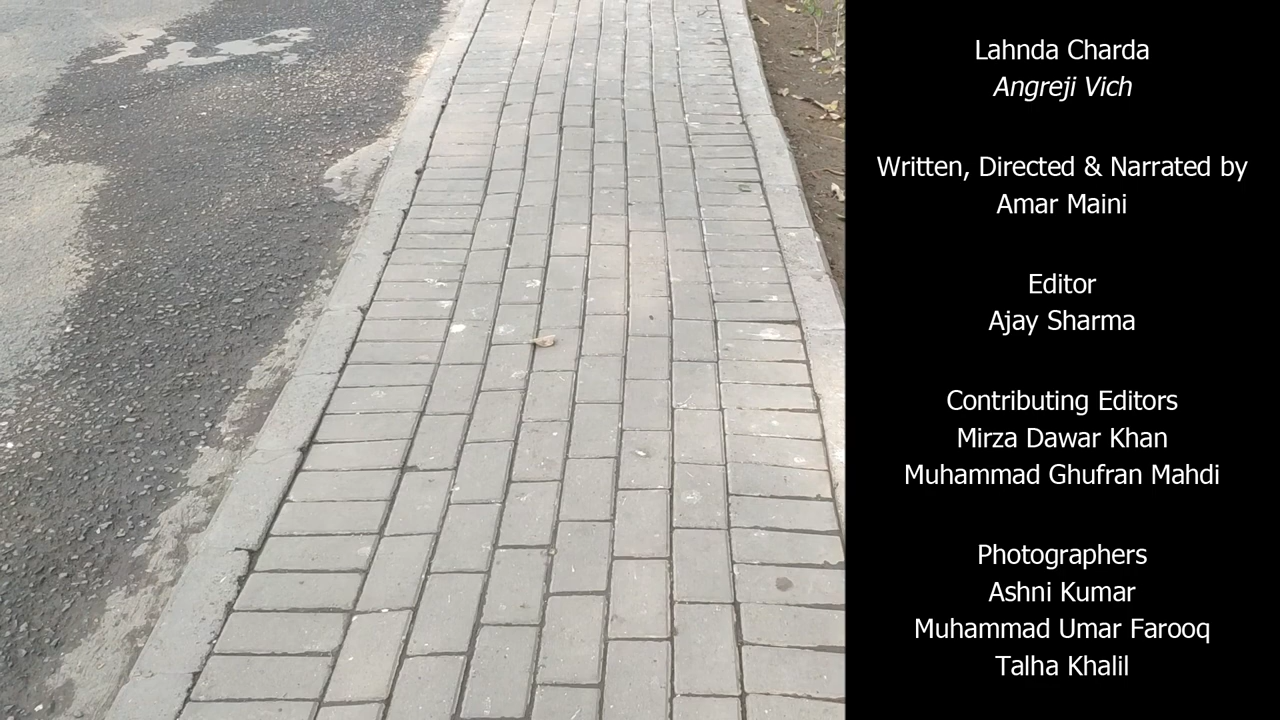 Lahnda Charda
Angreji Vich
Written, Directed & Narrated by
Amar Maini
Editor
Ajay Sharma
Contributing Editors
Mirza Dawar Khan
Muhammad Ghufran Mahdi
Photographers
Ashni Kumar
Muhammad Umar Farooq
Talha Khalil